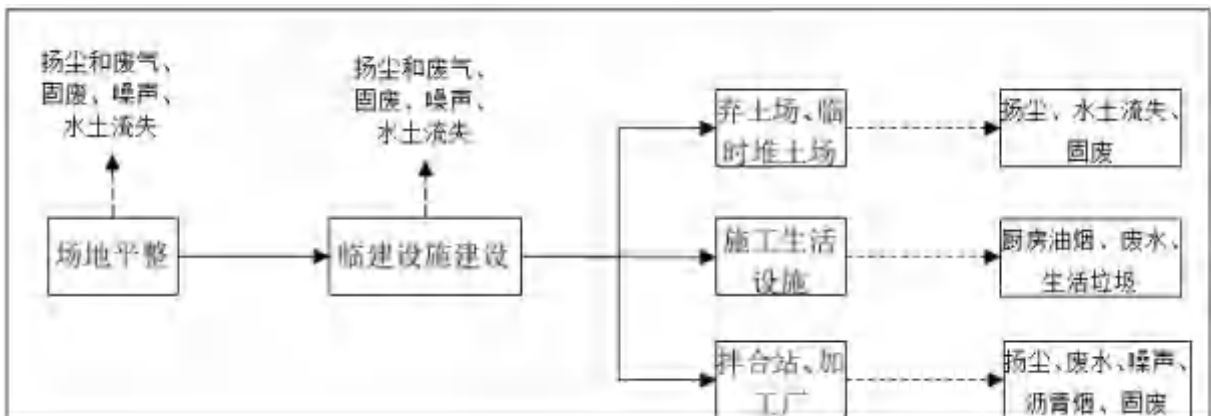 扬尘和废气、
固废、噪声、
水土流失
扬尘和废气、
固废、噪声、
水土流失
场地平整
临建设施建设
弃土场、临
时堆土场
扬尘、水土流失、
固废
施工生活
设施
厨房油烟、废水、
生活垃圾
拌合站、加
工厂
扬尘、废水、噪声、
沥青烟、固废